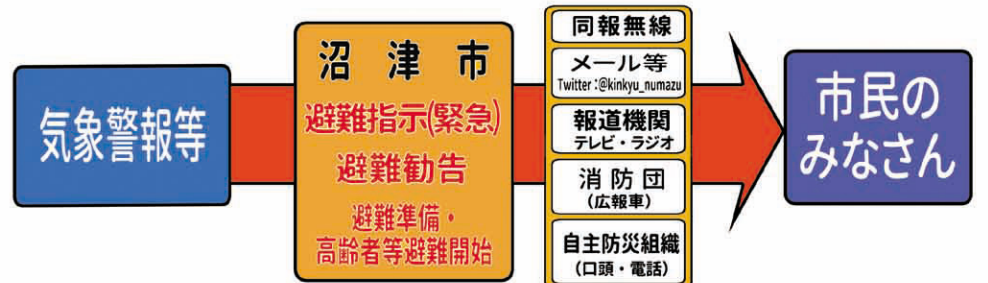 気象警報等
沼津市
避難指示(緊急)
避難勧告
避難準備・
高齢者等避難開始
同報無線
メール等
Twitter:@kinkyu_numazu
報道機関
テレビ・ラジオ
消防団
(広報車)
自主防災組織
(口頭・電話)
市民の
みなさん